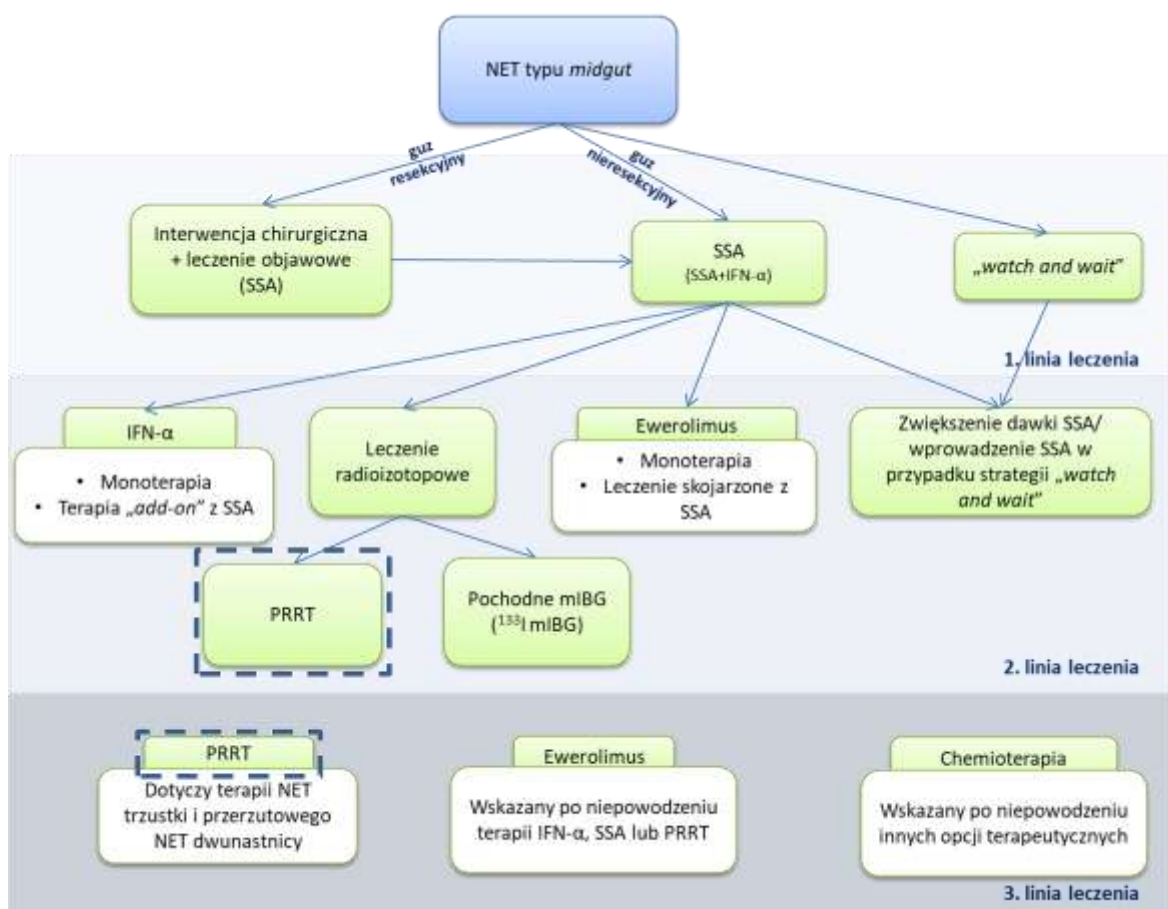 NET typu midgut
guz
resekcyjny
guz
nieresekcyjny
Interwencja chirurgiczna
+ leczenie objawowe
(SSA)
SSA
(SSA+IFN-α)
„watch and wait”
1. linia leczenia
IFN-α
• Monoterapia
• Terapia „add-on” z SSA
Leczenie
radioizotopowe
Ewerolimus
• Monoterapia
• Leczenie skojarzone z
SSA
Zwiększenie dawki SSA/
wprowadzenie SSA w
przypadku strategii „watch
and wait”
PRRT
Pochodne mIBG
(¹³³I mIBG)
2. linia leczenia
PRRT
Dotyczy terapii NET
trzustki i przerzutowego
NET dwunastnicy
Ewerolimus
Wskazany po niepowodzeniu
terapii IFN-α, SSA lub PRRT
Chemioterapia
Wskazany po niepowodzeniu
innych opcji terapeutycznych
3. linia leczenia